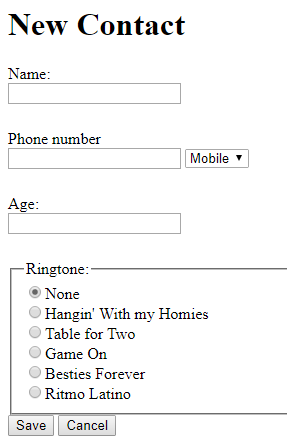 New Contact
Name:
Phone number
Mobile
Age:
Ringtone:
None
Hangin' With my Homies
Table for Two
Game On
Besties Forever
Ritmo Latino
Save Cancel